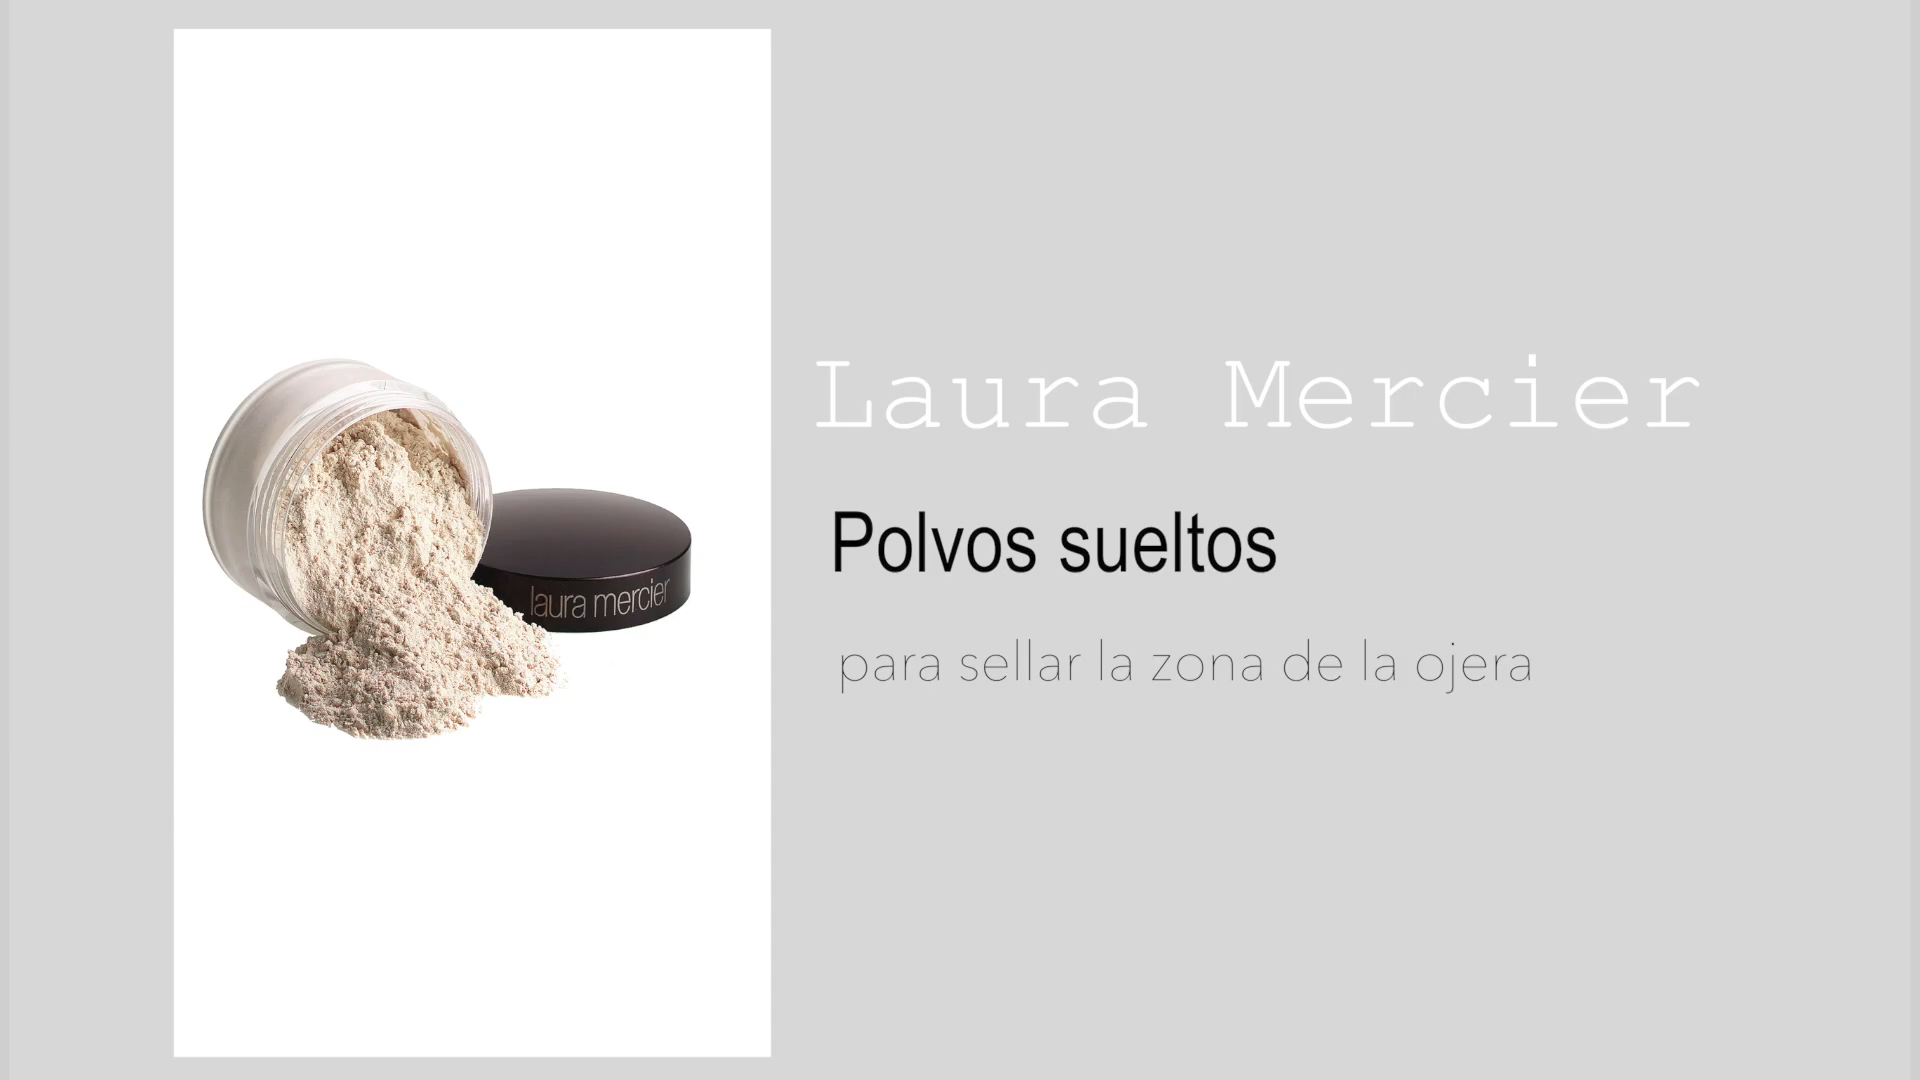 Laura Mercier
Polvos sueltos
para sellar la zona de la ojera
laura mercier